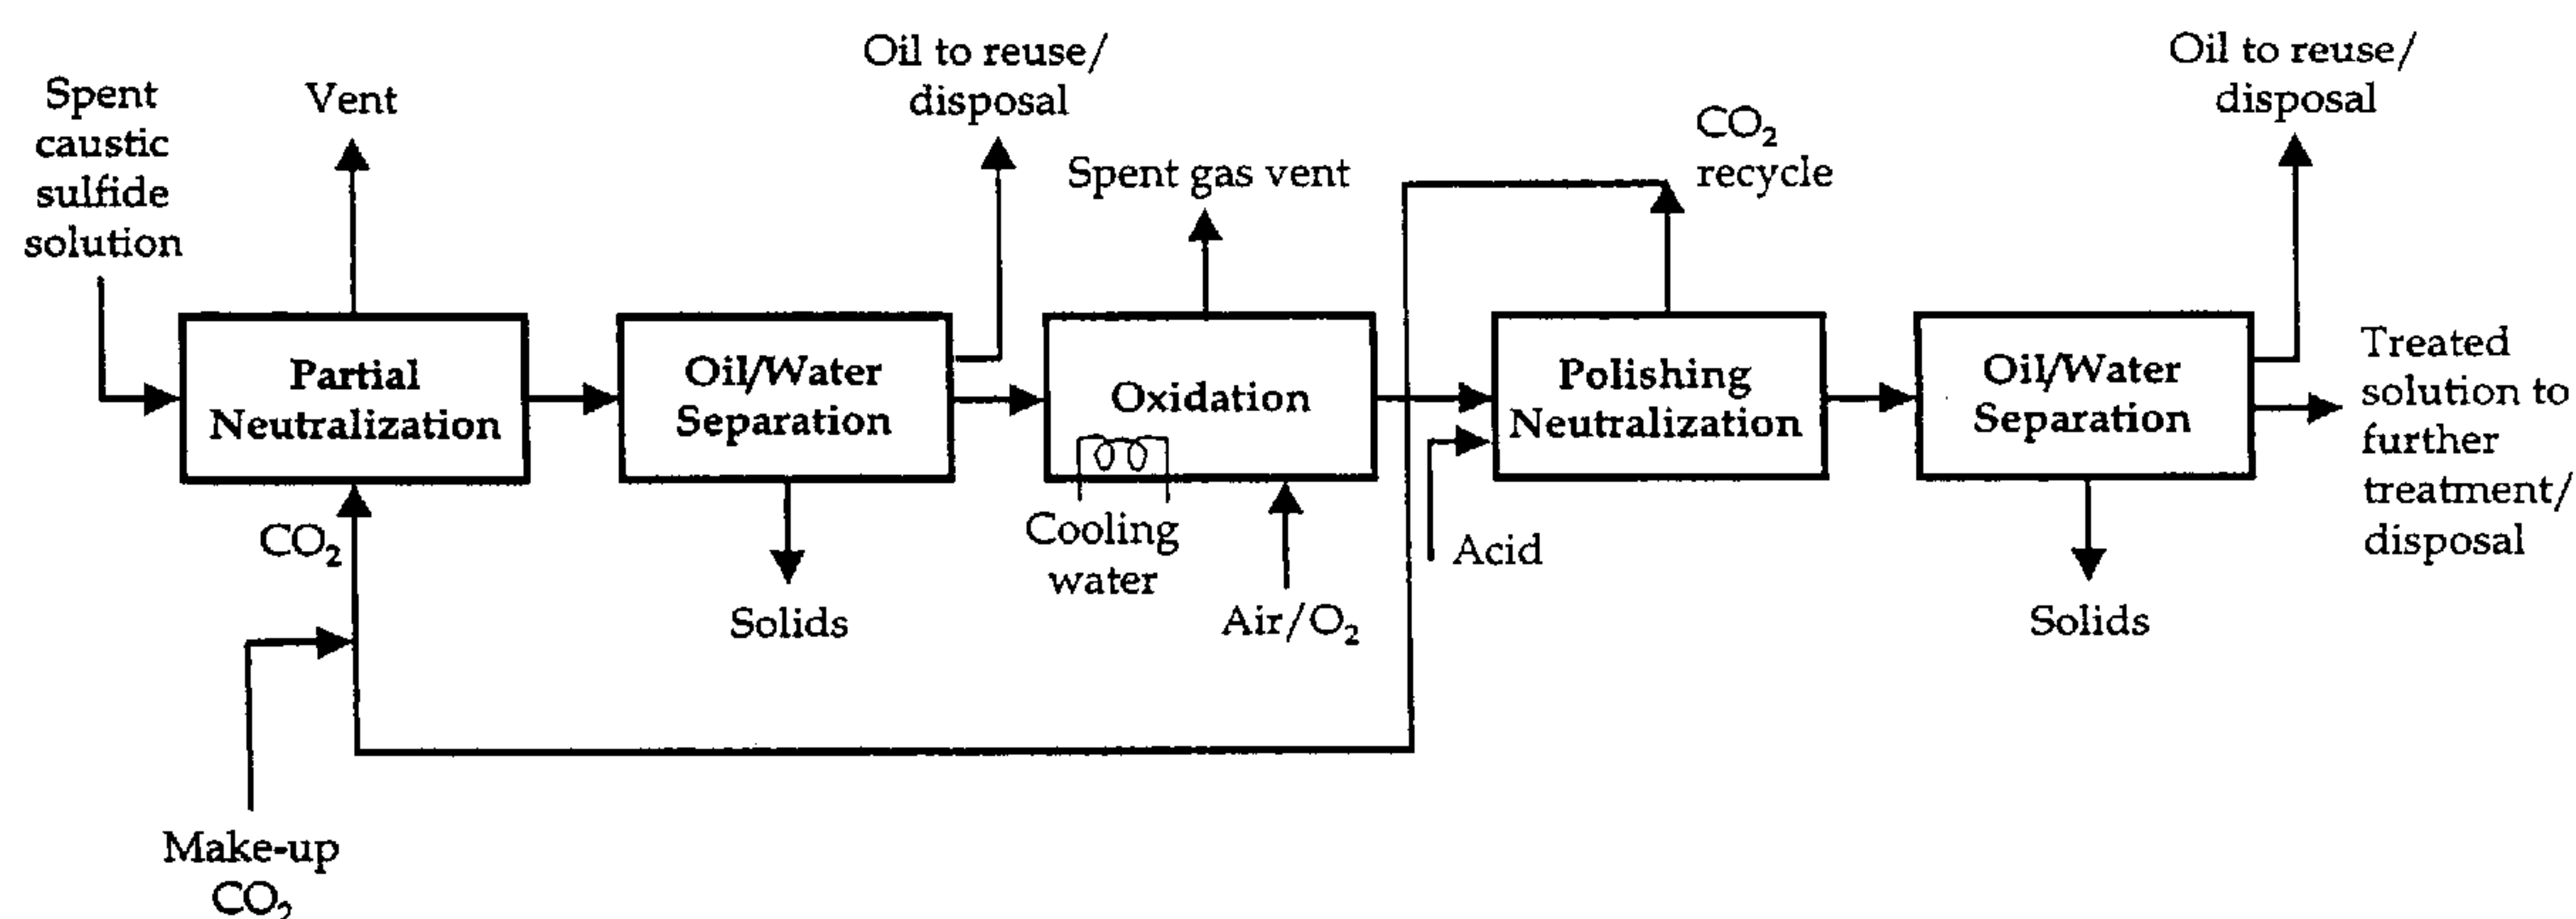 Spent
caustic
sulfide
solution
Vent
Oil to reuse/
disposal
Spent gas vent
CO₂
recycle
Oil to reuse/
disposal
Partial
Neutralization
Oil/Water
Separation
Oxidation
Polishing
Neutralization
Oil/Water
Separation
Treated
solution to
further
treatment/
disposal
CO₂
Cooling
water
Acid
Solids
Air/O₂
Solids
Make-up
CO₂